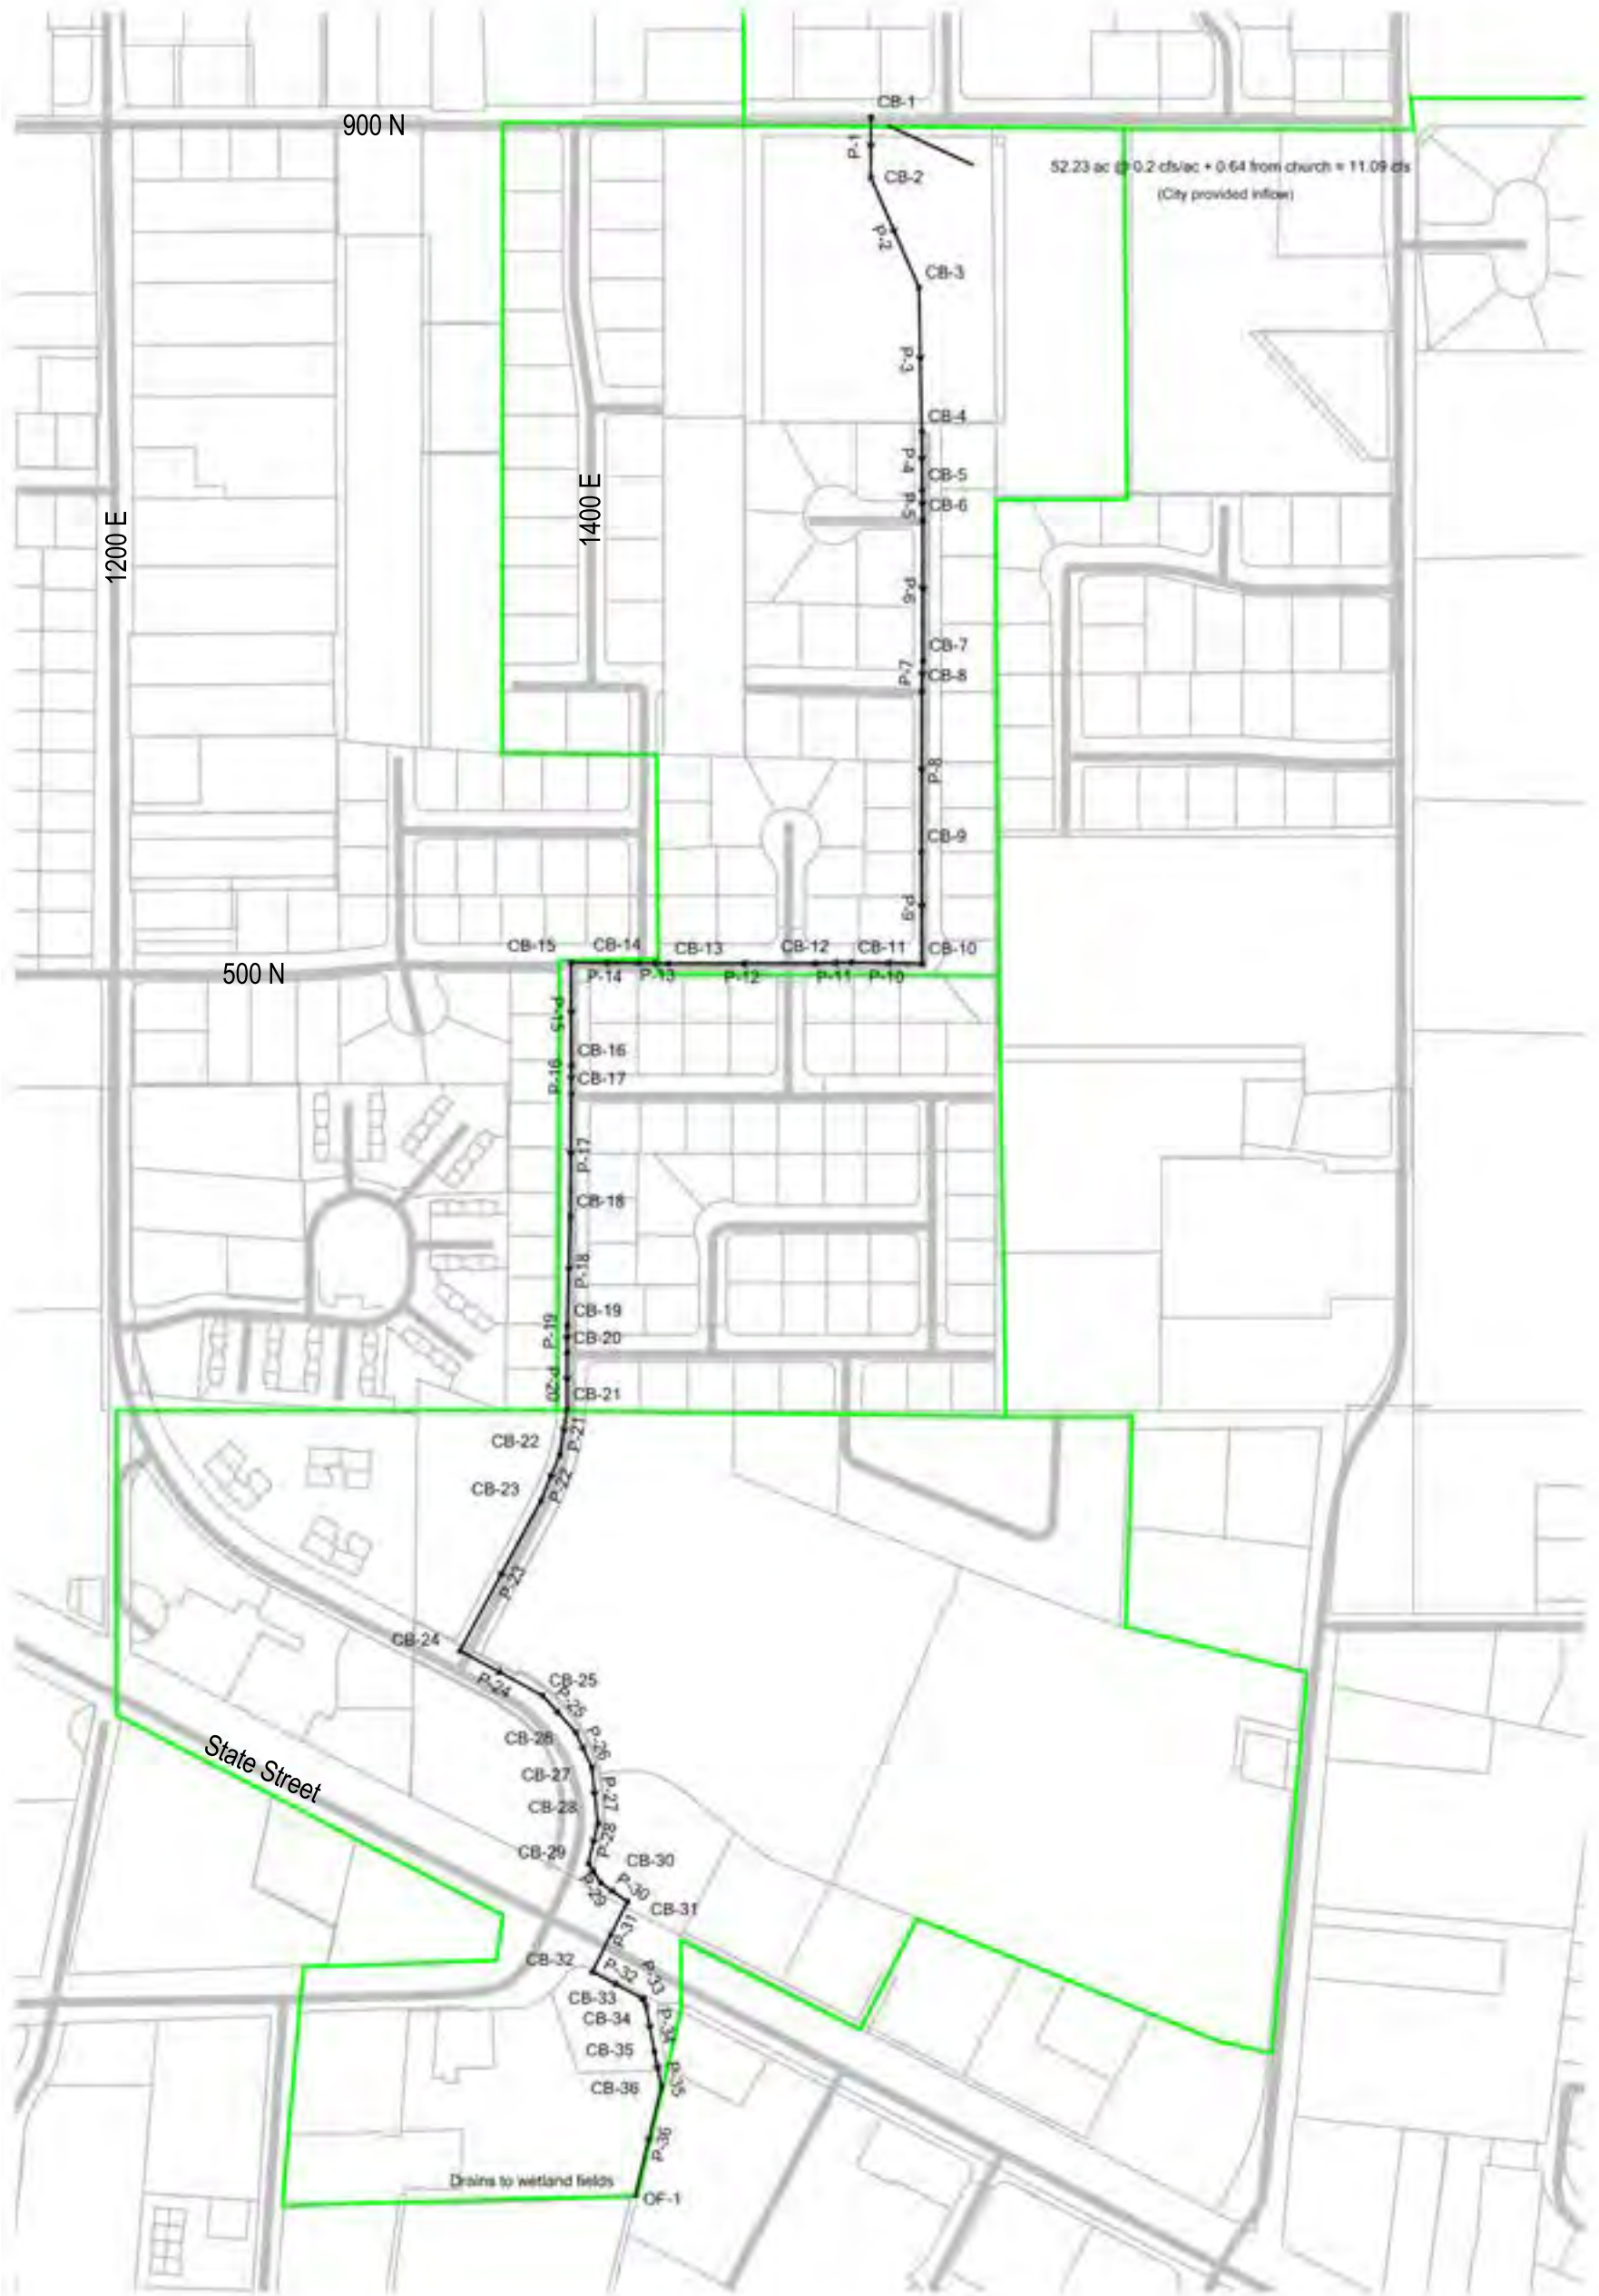 CB-1
900 N
P-1
52.23 ac @ 0.2 cfs/ac + 0.64 from church = 11.09 cfs
(City provided inflow)
CB-2
P-2
CB-3
P-3
CB-4
P-4
CB-5
P-5
CB-6
1400 E
1200 E
P-6
CB-7
P-7
CB-8
P-8
CB-9
P-9
CB-15
CB-14
CB-13
CB-12
CB-11
CB-10
500 N
P-14
P-13
P-12
P-11
P-10
P-15
CB-16
P-16
CB-17
P-17
CB-18
P-18
CB-19
P-19
CB-20
P-20
CB-21
P-21
CB-22
P-22
CB-23
P-23
CB-24
P-24
CB-25
P-25
CB-26
P-26
State Street
CB-27
P-27
CB-28
P-28
CB-29
CB-30
P-29
P-30
CB-31
P-31
CB-32
P-32
P-33
CB-33
CB-34
P-34
CB-35
P-35
CB-36
P-36
Drains to wetland fields
OF-1